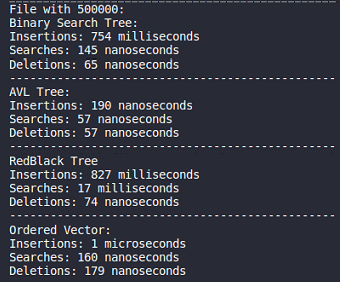 File with 500000:
Binary Search Tree:
Insertions: 754 milliseconds
Searches: 145 nanoseconds
Deletions: 65 nanoseconds
------------------------------------------------
AVL Tree:
Insertions: 190 nanoseconds
Searches: 57 nanoseconds
Deletions: 57 nanoseconds
------------------------------------------------
RedBlack Tree
Insertions: 827 milliseconds
Searches: 17 milliseconds
Deletions: 74 nanoseconds
------------------------------------------------
Ordered Vector:
Insertions: 1 microseconds
Searches: 160 nanoseconds
Deletions: 179 nanoseconds